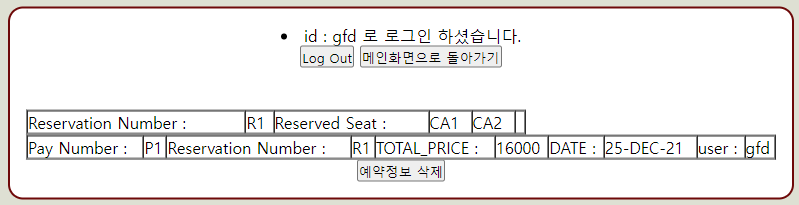 • id : gfd 로 로그인 하셨습니다.
Log Out 메인화면으로 돌아가기
Reservation Number : R1 Reserved Seat : CA1 CA2
Pay Number : P1 Reservation Number : R1 TOTAL_PRICE : 16000 DATE : 25-DEC-21 user : gfd
예약정보 삭제